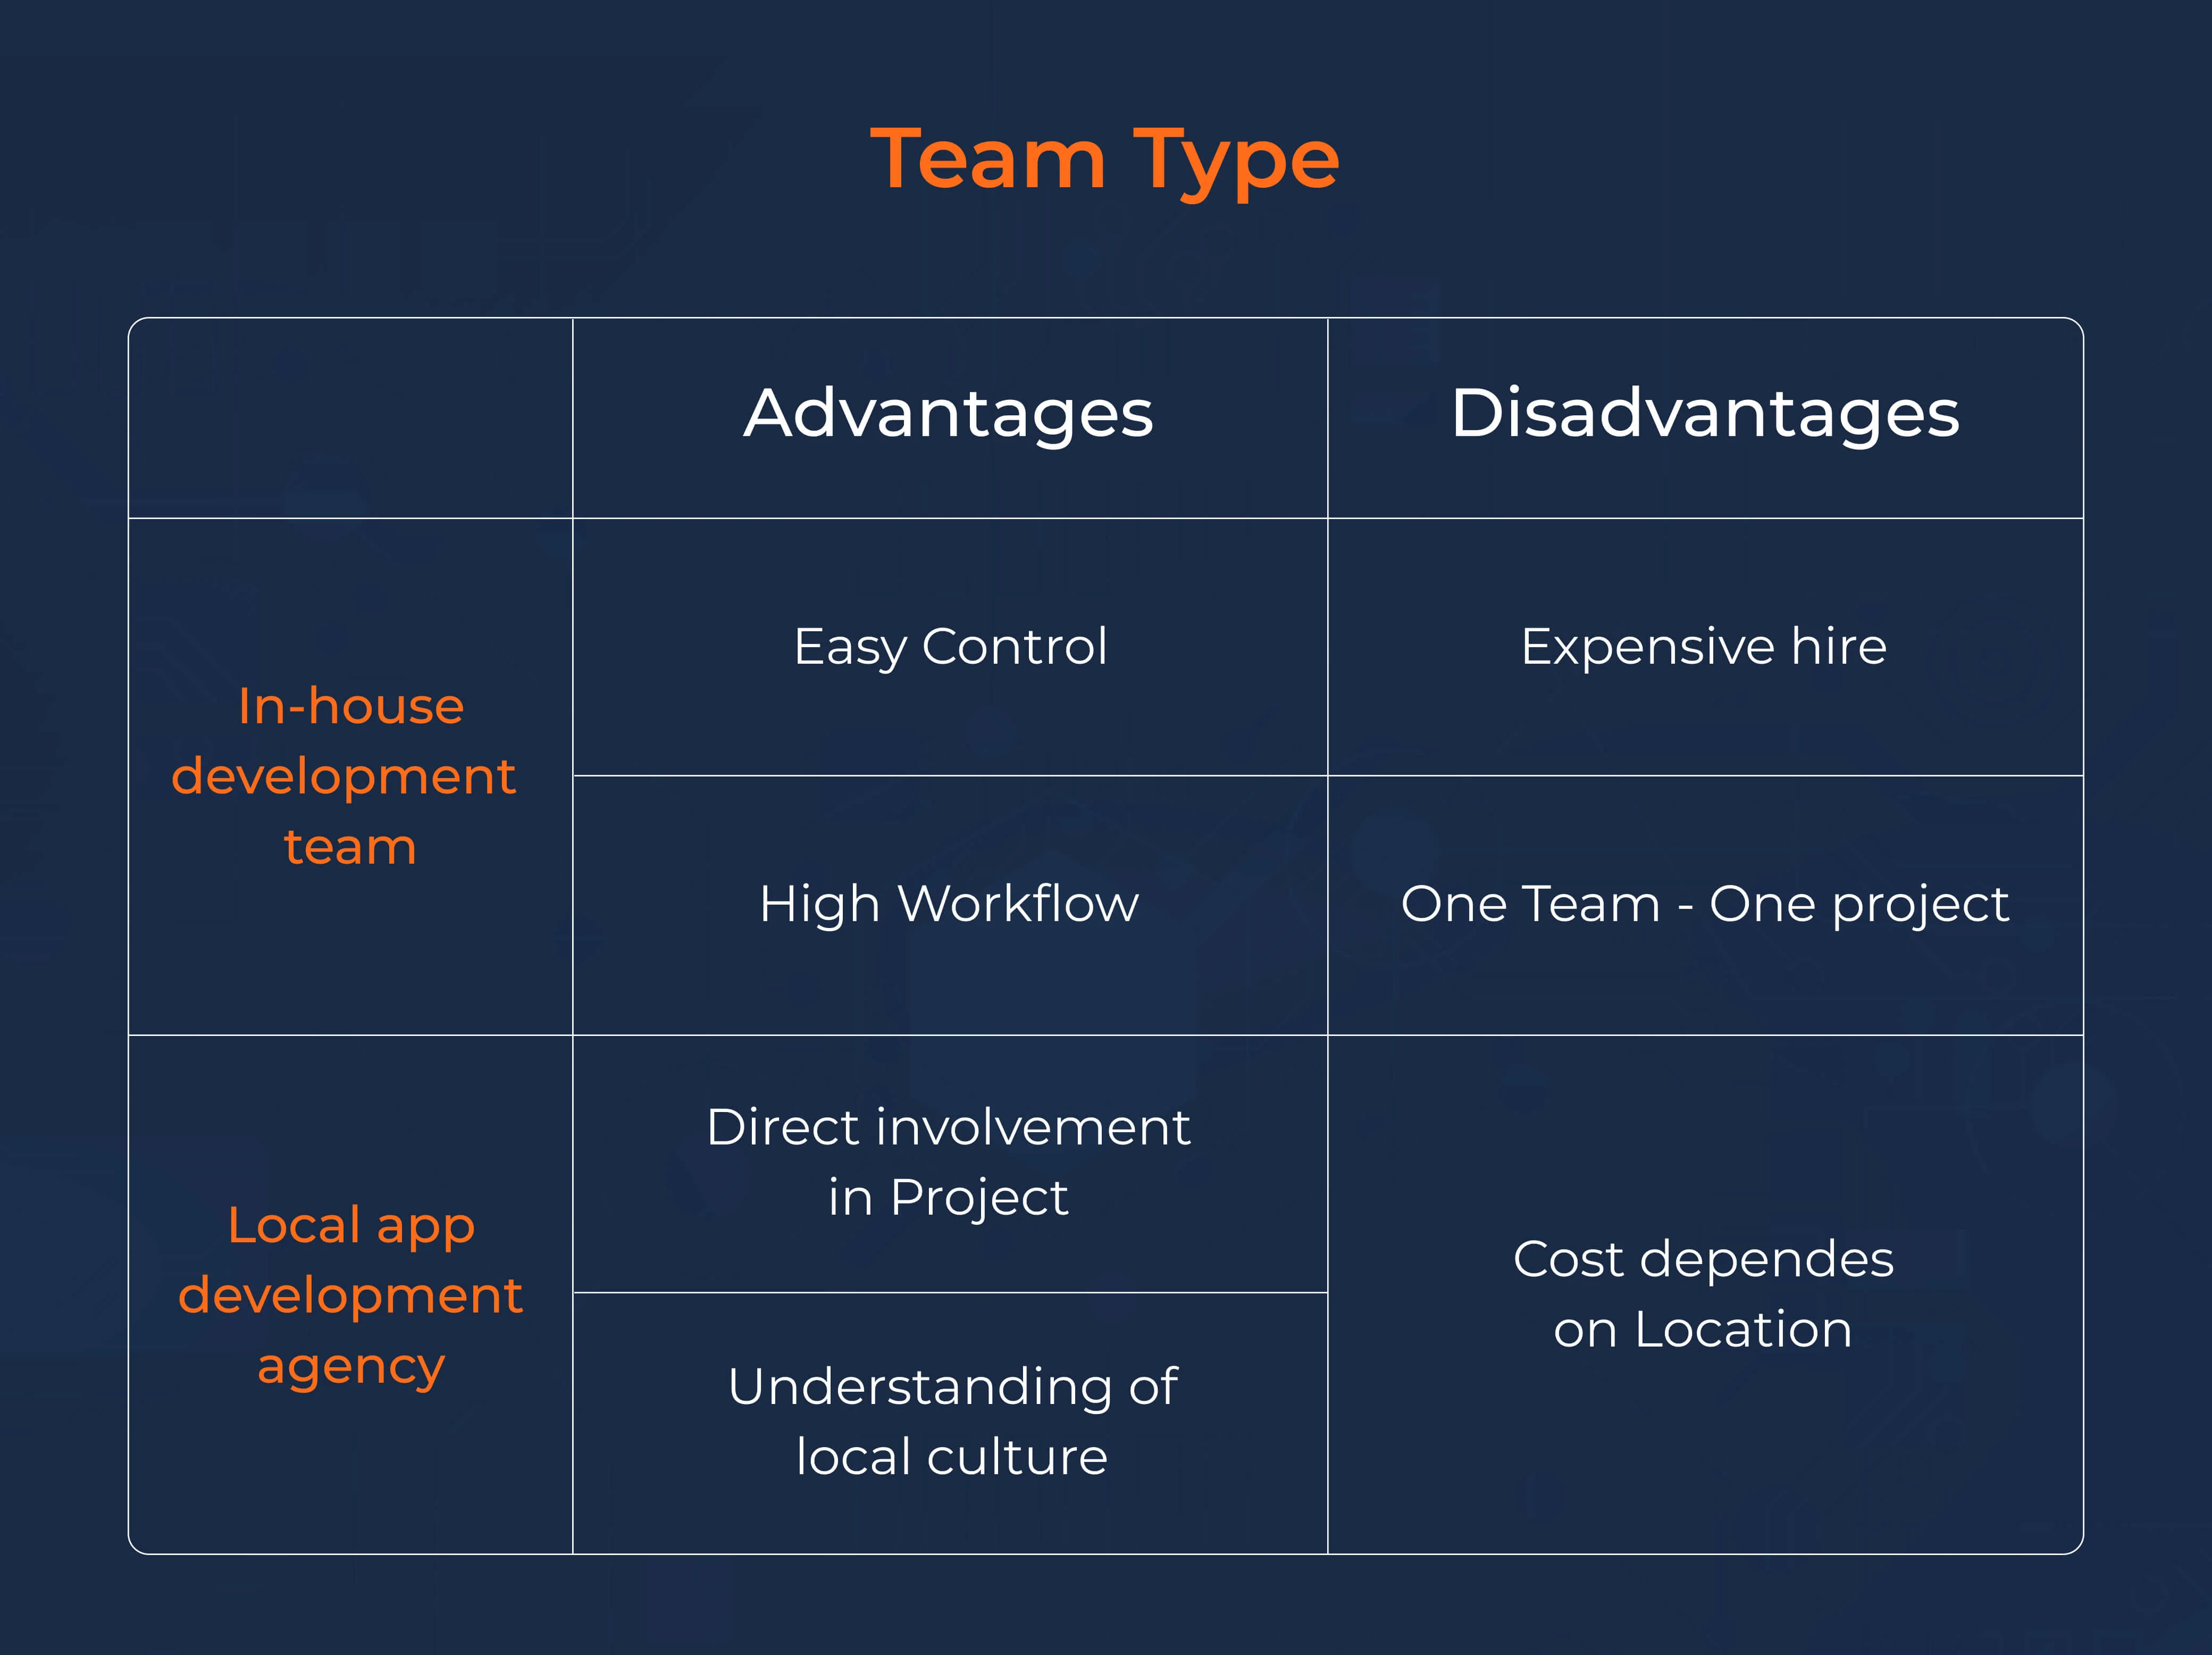 Team Type
Advantages
Disadvantages
In-house
development
team
Easy Control
Expensive hire
High Workflow
One Team - One project
Local app
development
agency
Direct involvement
in Project
Cost dependes
on Location
Understanding of
local culture